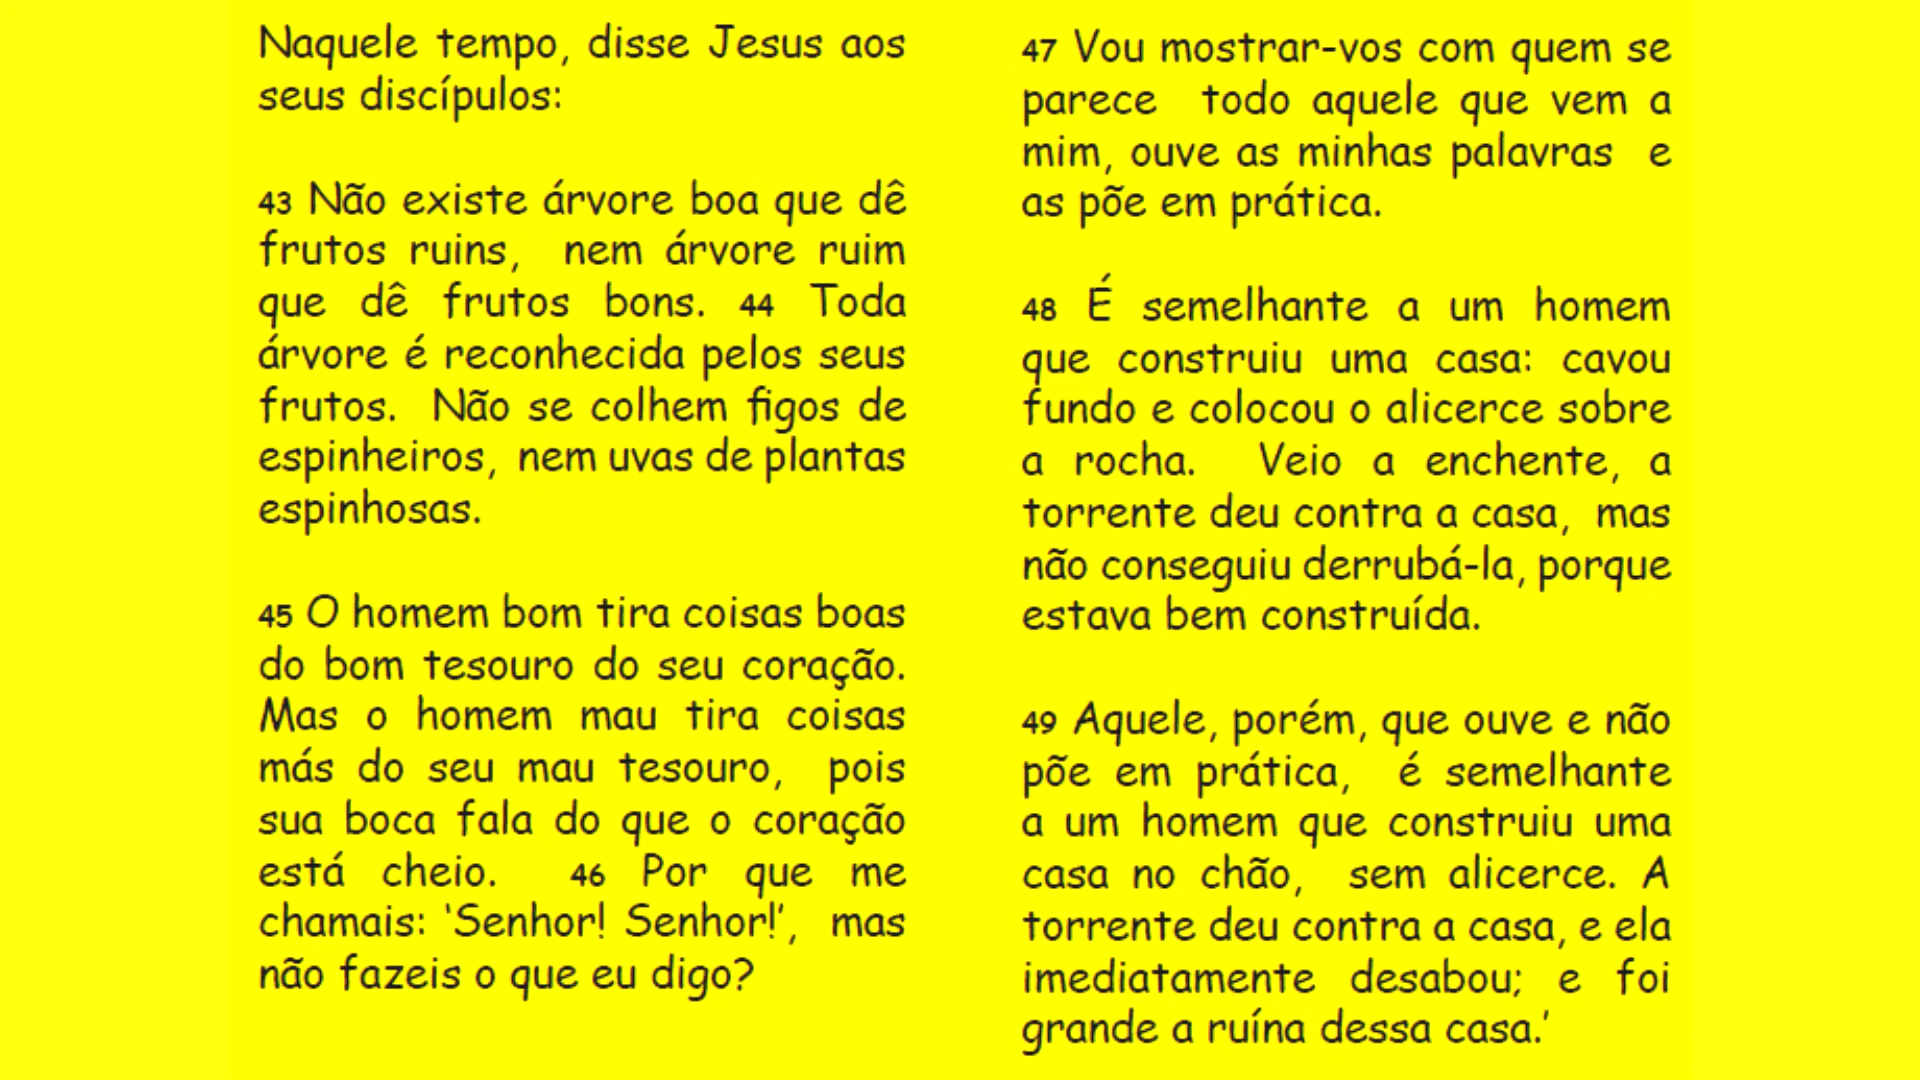 Naquele tempo, disse Jesus aos
seus discípulos:
43 Não existe árvore boa que dê
frutos ruins, nem árvore ruim
que dê frutos bons. 44 Toda
árvore é reconhecida pelos seus
frutos. Não se colhem figos de
espinheiros, nem uvas de plantas
espinhosas.
45 O homem bom tira coisas boas
do bom tesouro do seu coração.
Mas o homem mau tira coisas
más do seu mau tesouro, pois
sua boca fala do que o coração
está cheio. 46 Por que me
chamais: 'Senhor! Senhor!', mas
não fazeis o que eu digo?
47 Vou mostrar-vos com quem se
parece todo aquele que vem a
mim, ouve as minhas palavras e
as põe em prática.
48 É semelhante a um homem
que construiu uma casa: cavou
fundo e colocou o alicerce sobre
a rocha. Veio a enchente, a
torrente deu contra a casa, mas
não conseguiu derrubá-la, porque
estava bem construída.
49 Aquele, porém, que ouve e não
põe em prática, é semelhante
a um homem que construiu uma
casa no chão, sem alicerce. A
torrente deu contra a casa, e ela
imediatamente desabou; e foi
grande a ruína dessa casa.'